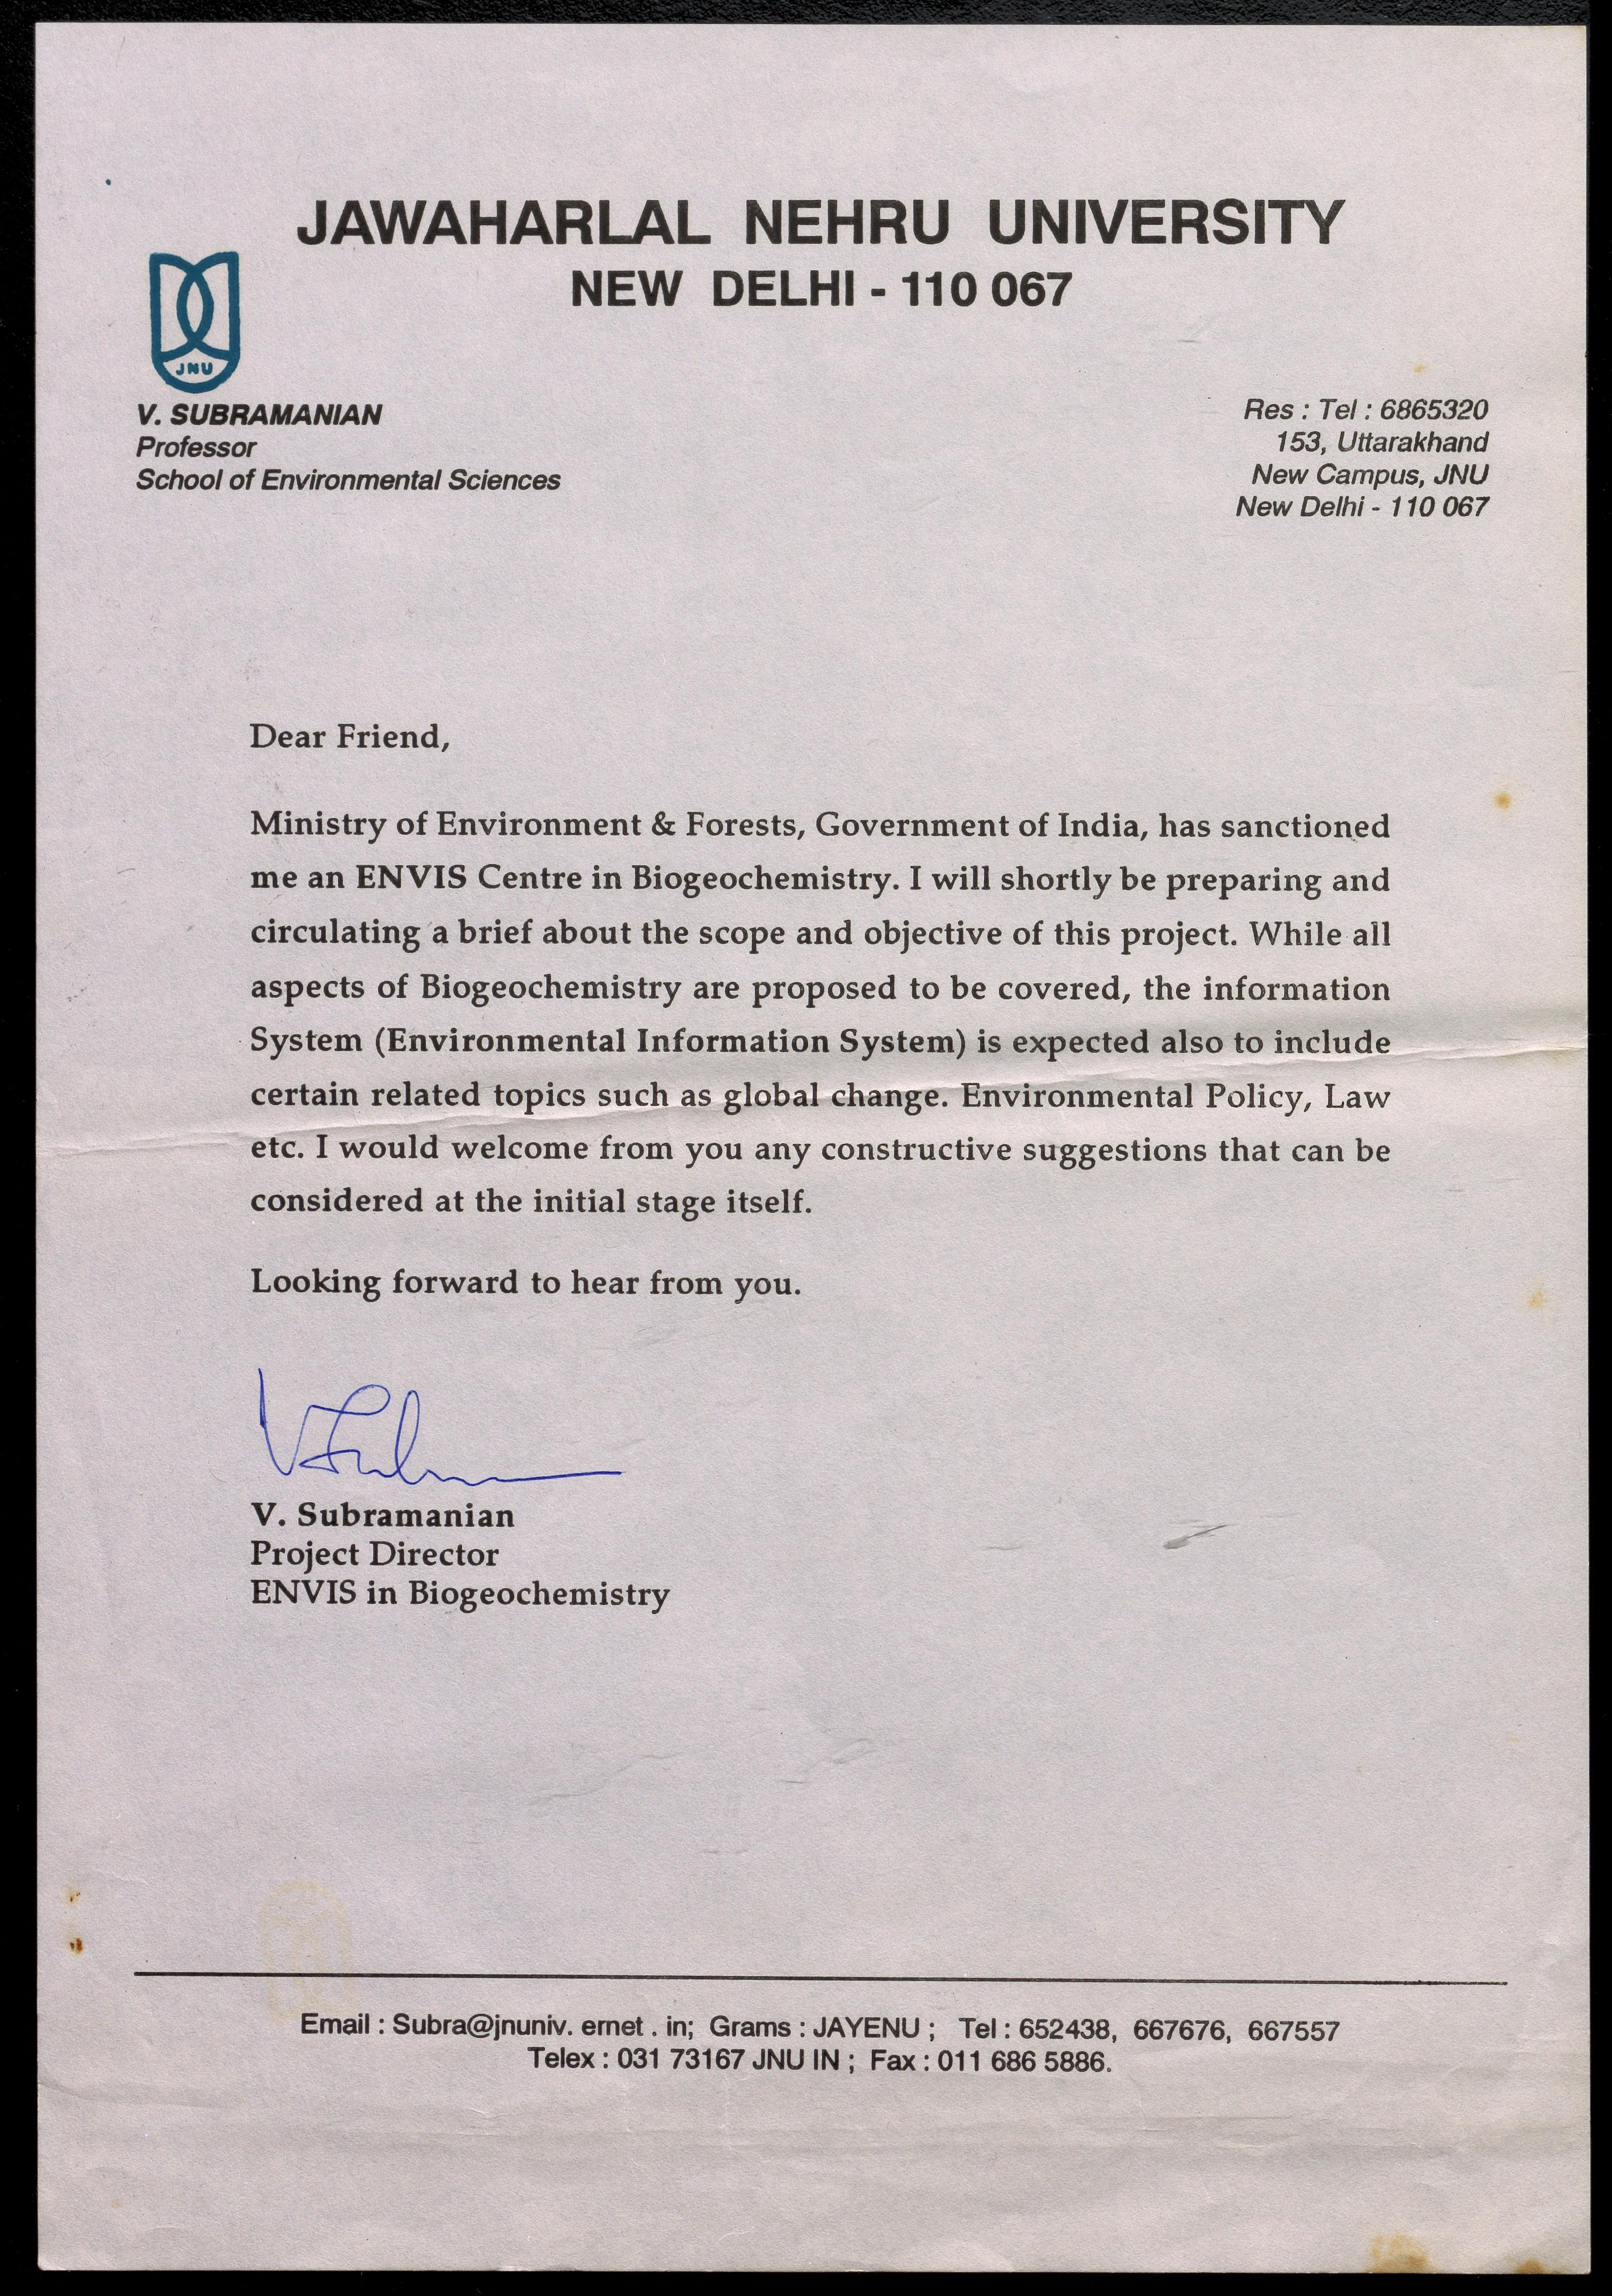 JAWAHARLAL NEHRU UNIVERSITY
NEW DELHI - 110 067
JNU
V. SUBRAMANIAN
Professor
School of Environmental Sciences
Res : Tel : 6865320
153, Uttarakhand
New Campus, JNU
New Delhi - 110 067
Dear Friend,
Ministry of Environment & Forests, Government of India, has sanctioned
me an ENVIS Centre in Biogeochemistry. I will shortly be preparing and
circulating a brief about the scope and objective of this project. While all
aspects of Biogeochemistry are proposed to be covered, the information
System (Environmental Information System) is expected also to include
certain related topics such as global change. Environmental Policy, Law
etc. I would welcome from you any constructive suggestions that can be
considered at the initial stage itself.
Looking forward to hear from you.
V. Subramanian
Project Director
ENVIS in Biogeochemistry
Email : Subra@jnuniv. ernet . in; Grams : JAYENU ; Tel : 652438, 667676, 667557
Telex : 031 73167 JNU IN ; Fax : 011 686 5886.